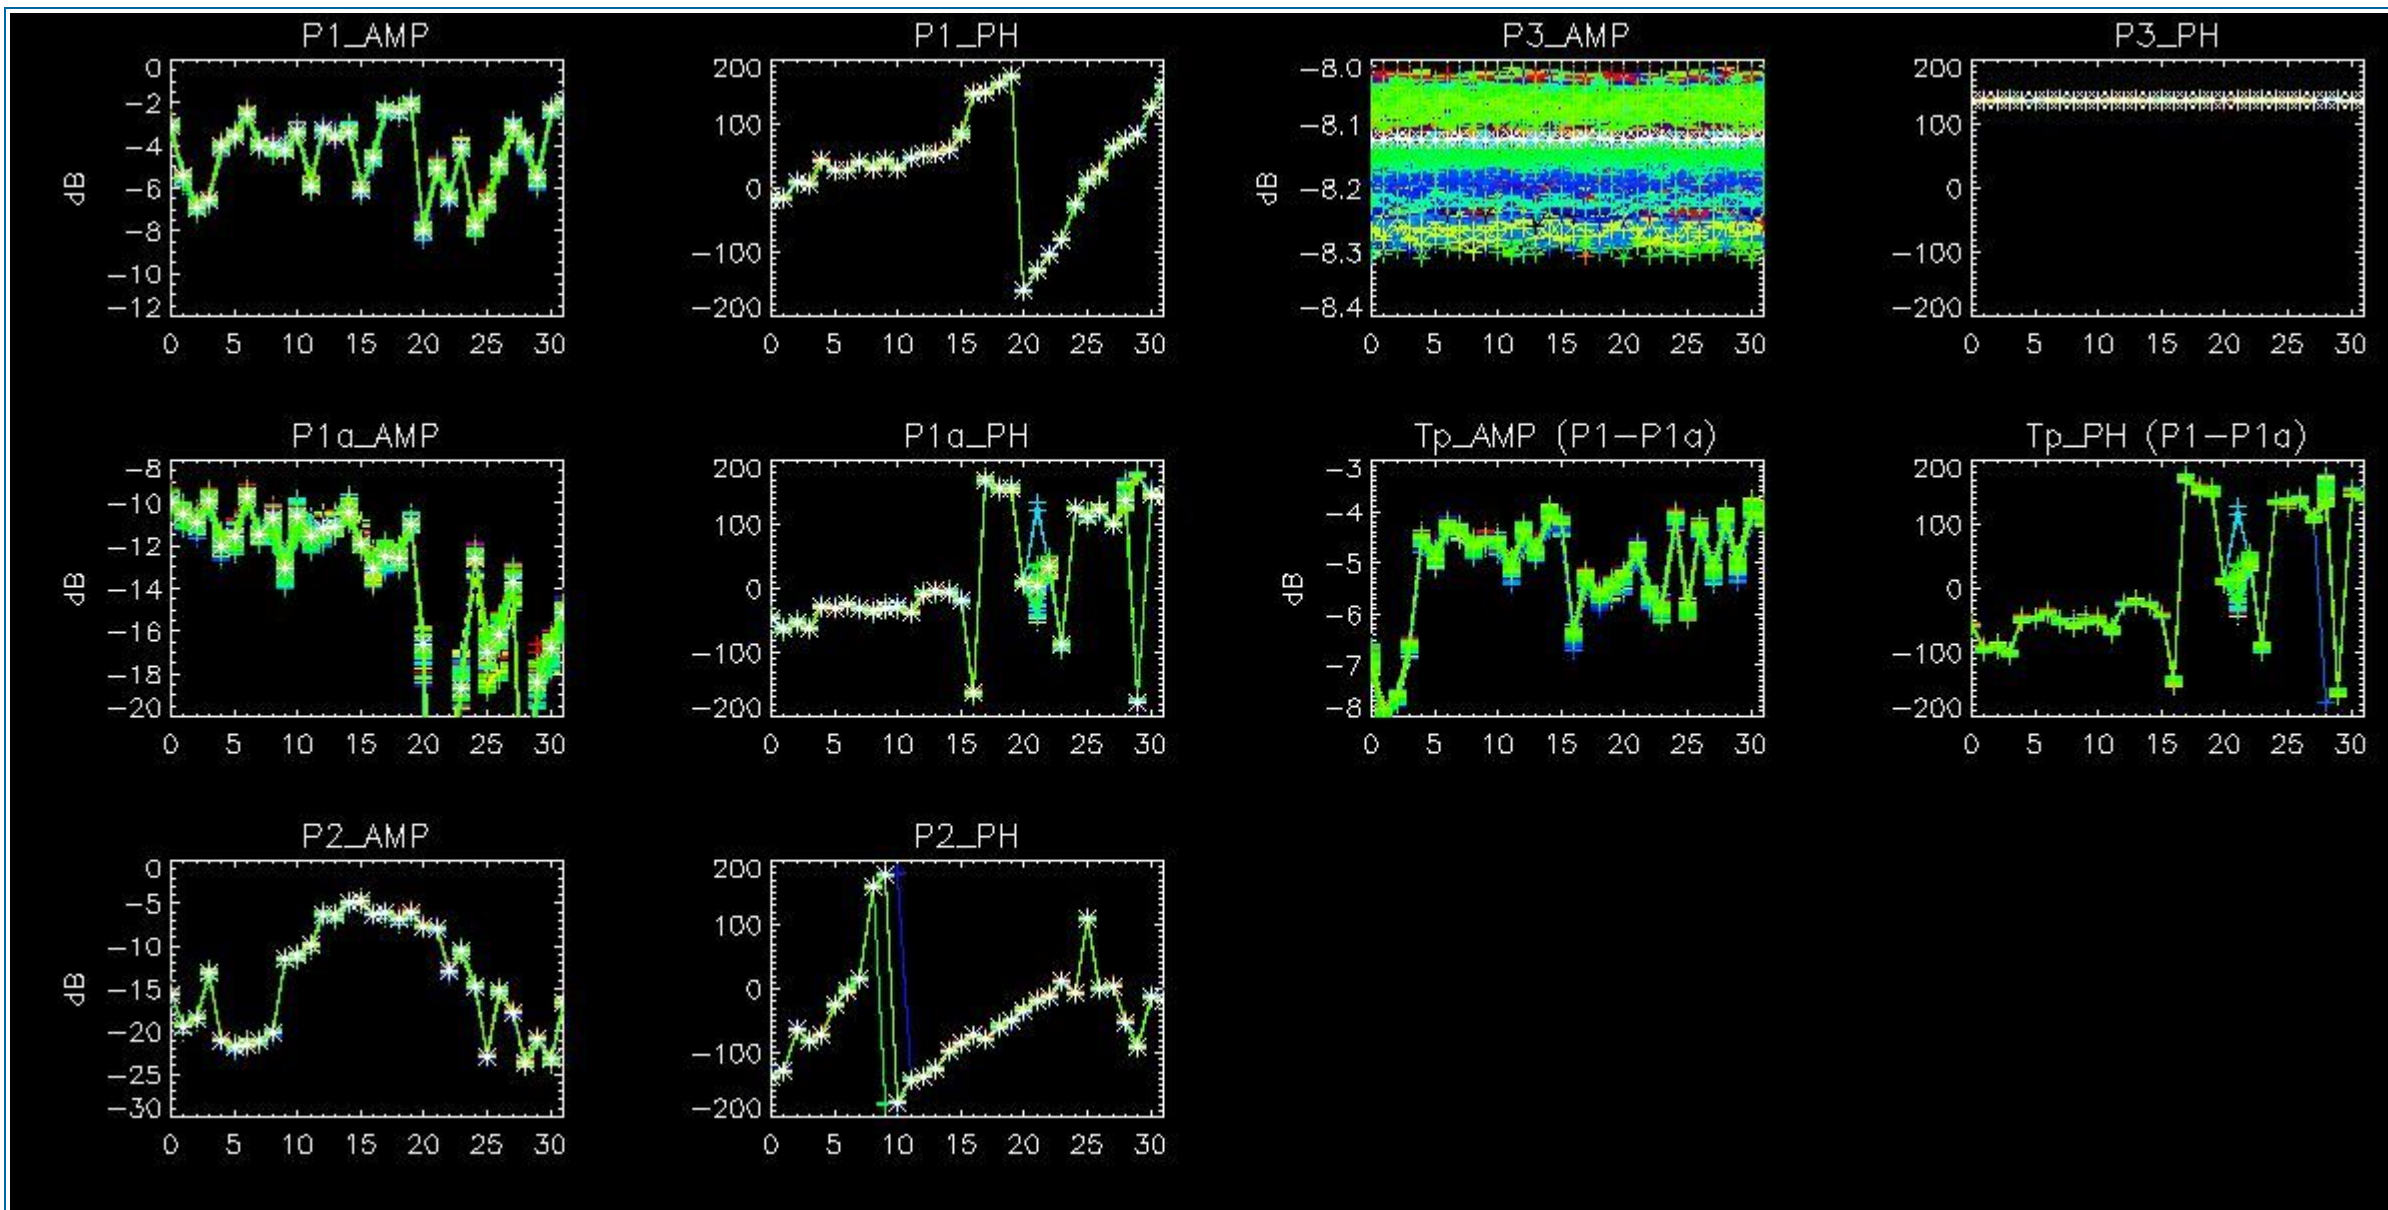 P1_AMP P1_PH P3_AMP P3_PH
0 200 -8.0 200
-2
100 -8.1 100
-4
dB -6 0 dB -8.2 0
-8
-100 -8.3 -100
-10
-12 -200 -8.4 -200
0 5 10 15 20 25 30 0 5 10 15 20 25 30 0 5 10 15 20 25 30 0 5 10 15 20 25 30
P1a_AMP P1a_PH Tp_AMP (P1-P1a) Tp_PH (P1-P1a)
-8 200 -3 200
-10
100 -4 100
-12
dB -14 0 dB -5 0
-6
-16
-100 -7 -100
-18
-20 -200 -8 -200
0 5 10 15 20 25 30 0 5 10 15 20 25 30 0 5 10 15 20 25 30 0 5 10 15 20 25 30
P2_AMP P2_PH
0 200
-5
100
-10
dB -15 0
-20
-100
-25
-30 -200
0 5 10 15 20 25 30 0 5 10 15 20 25 30